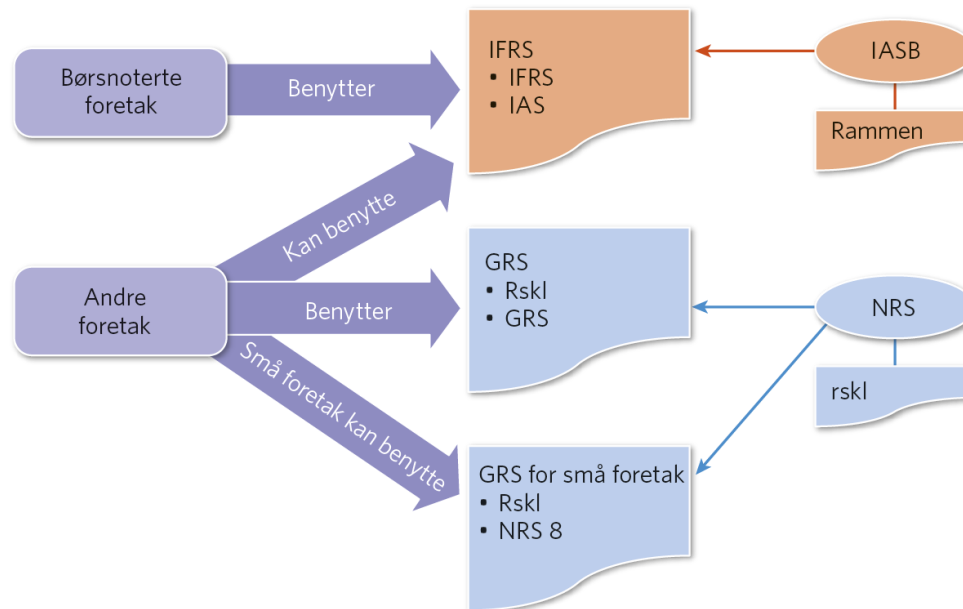 Børsnoterte
foretak
Benytter
IFRS
• IFRS
• IAS
IASB
Rammen
Kan benytte
Andre
foretak
Benytter
GRS
• Rskl
• GRS
NRS
rskl
Små foretak kan benytte
GRS for små foretak
• Rskl
• NRS 8